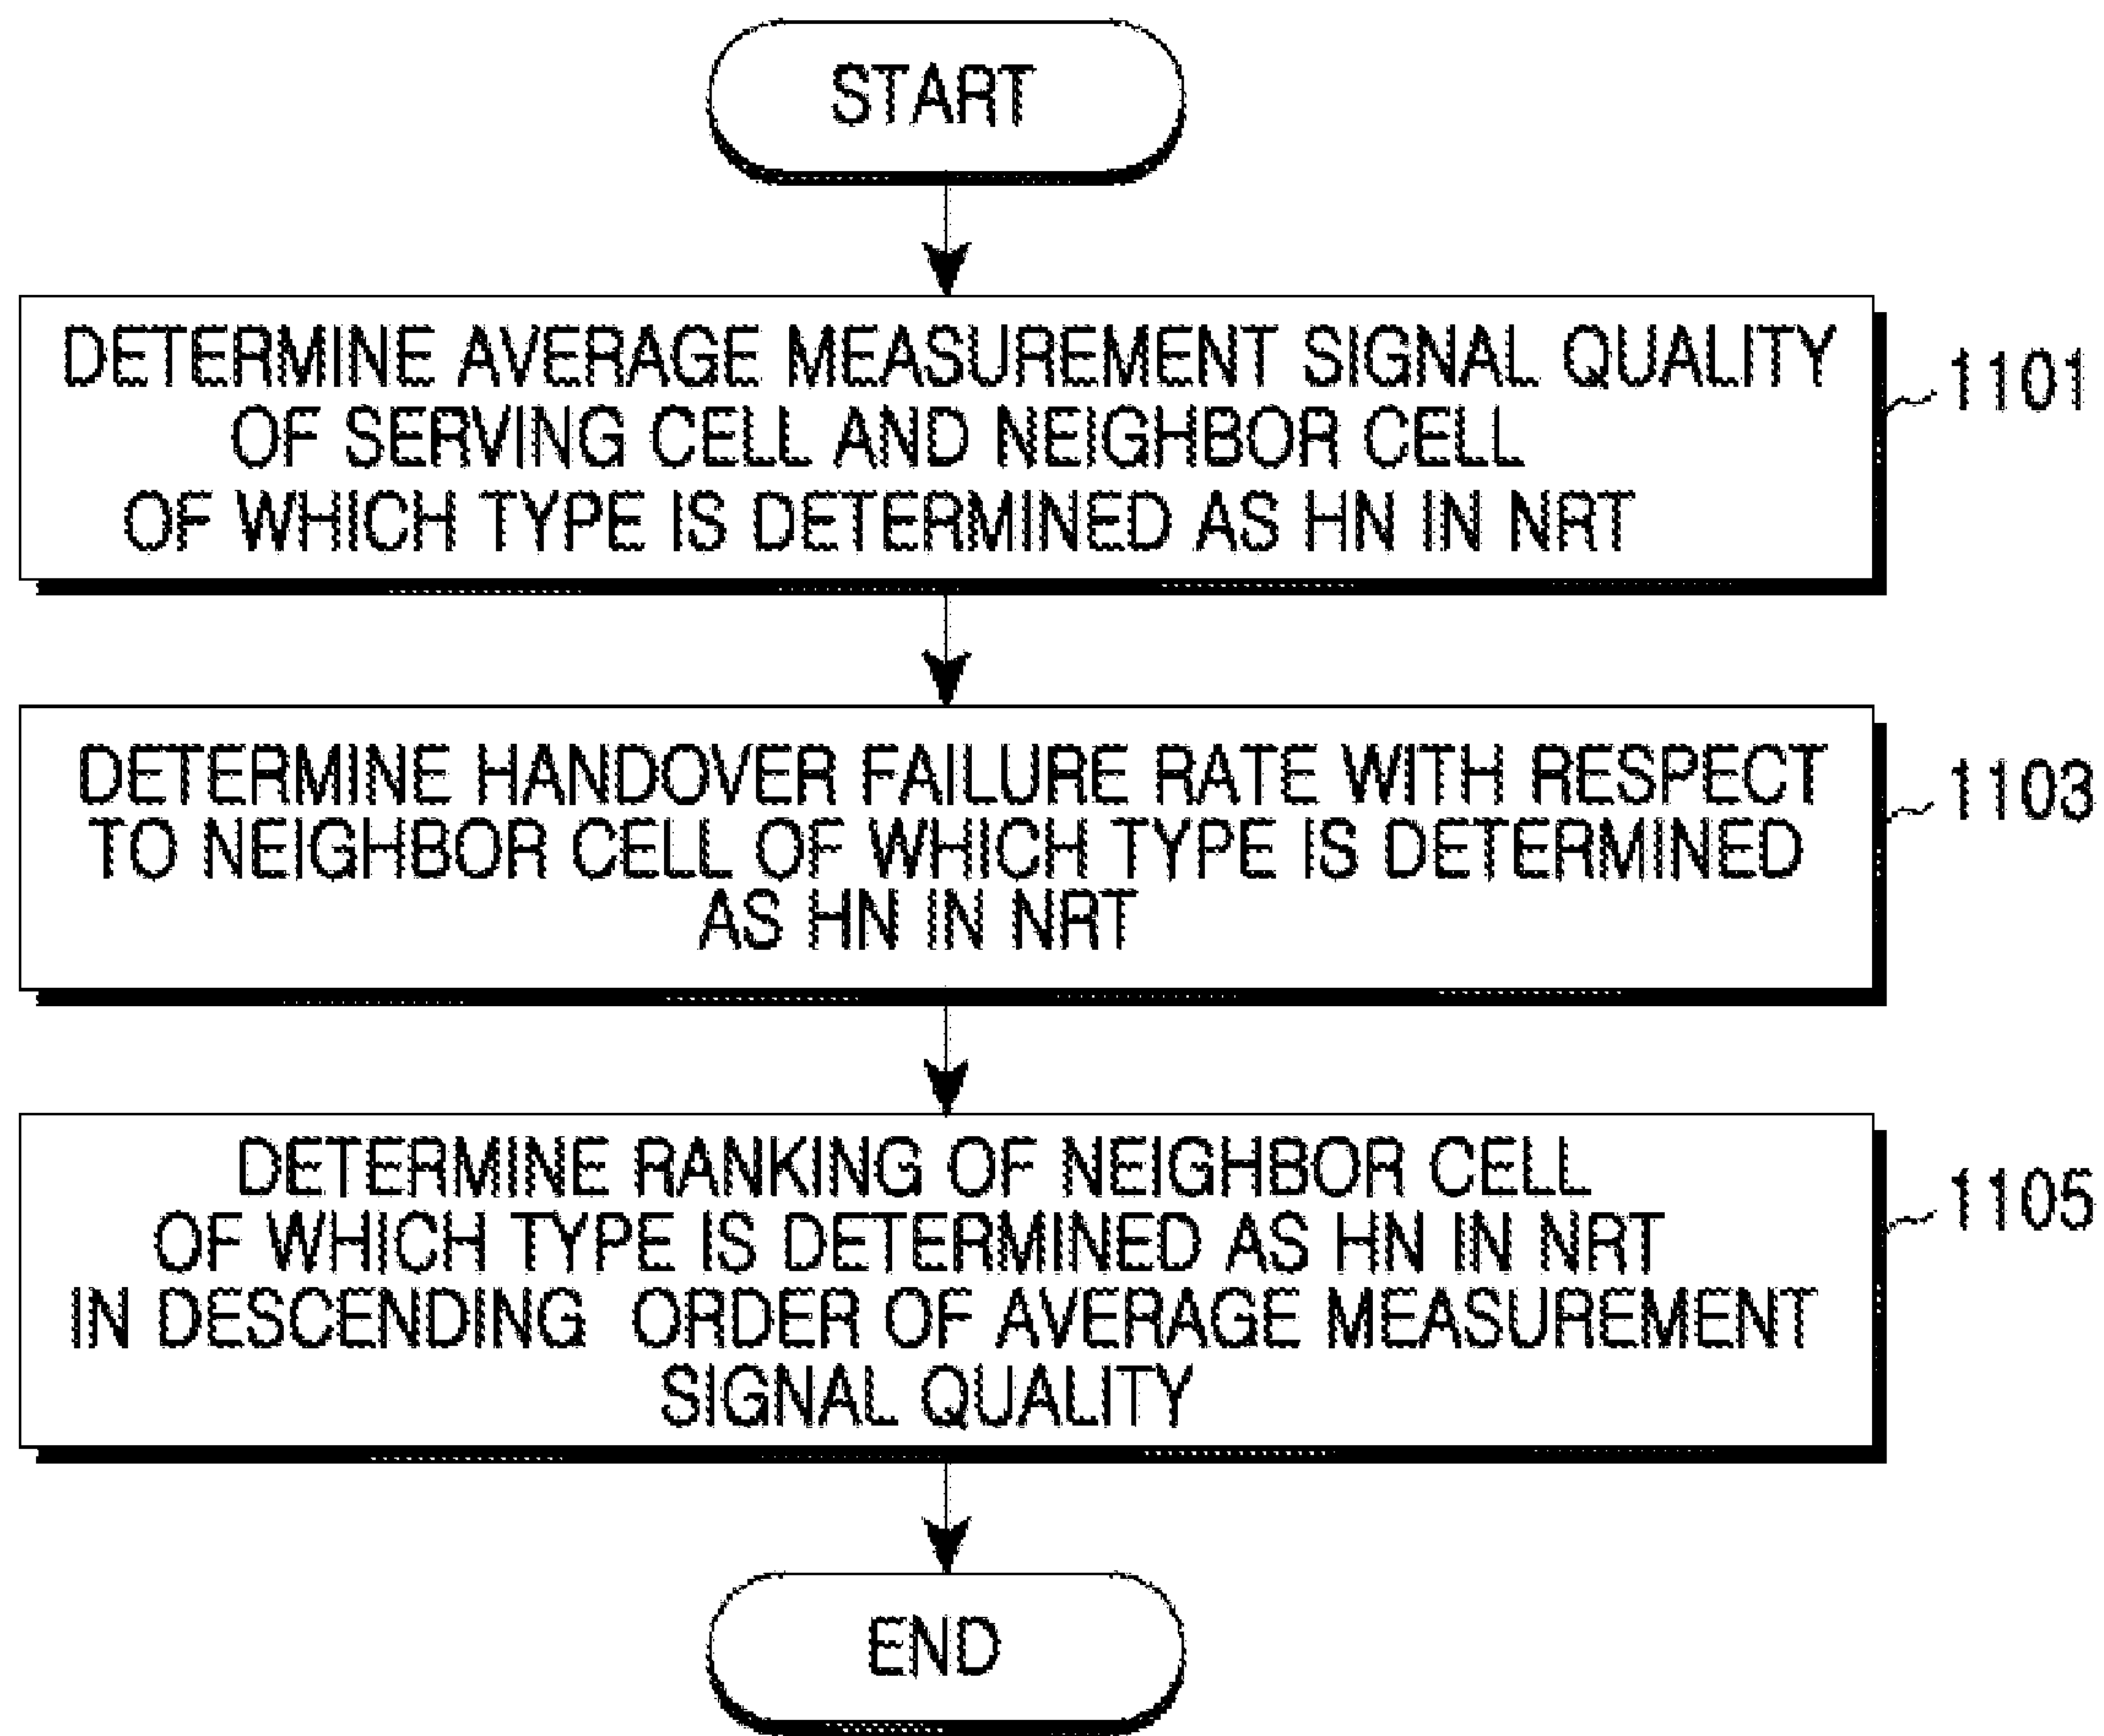 START
DETERMINE AVERAGE MEASUREMENT SIGNAL QUALITY
OF SERVING CELL AND NEIGHBOR CELL
OF WHICH TYPE IS DETERMINED AS HN IN NRT
1101
DETERMINE HANDOVER FAILURE RATE WITH RESPECT
TO NEIGHBOR CELL OF WHICH TYPE IS DETERMINED
AS HN IN NRT
1103
DETERMINE RANKING OF NEIGHBOR CELL
OF WHICH TYPE IS DETERMINED AS HN IN NRT
IN DESCENDING ORDER OF AVERAGE MEASUREMENT
SIGNAL QUALITY
1105
END